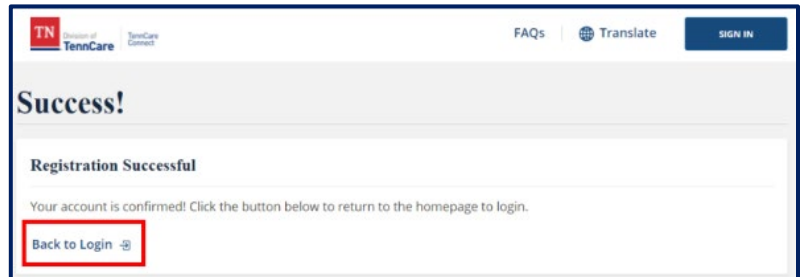 TN Division of TennCare TennCare Connect FAQs Translate SIGN IN
Success!
Registration Successful
Your account is confirmed! Click the button below to return to the homepage to login.
Back to Login